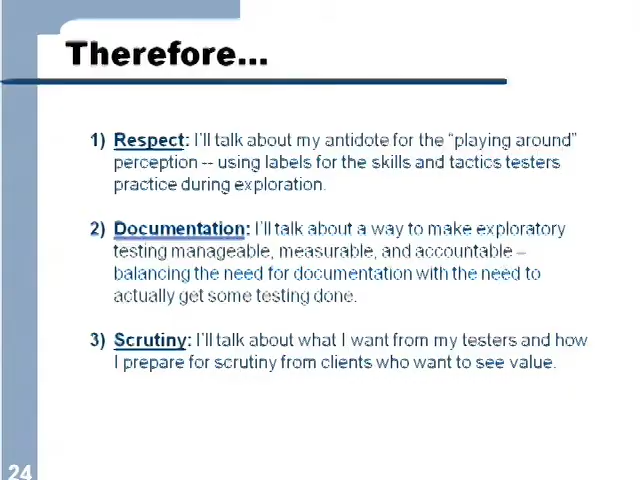 Therefore...
1) Respect: I'll talk about my antidote for the "playing around"
perception -- using labels for the skills and tactics testers
practice during exploration.
2) Documentation: I'll talk about a way to make exploratory
testing manageable, measurable, and accountable –
balancing the need for documentation with the need to
actually get some testing done.
3) Scrutiny: I'll talk about what I want from my testers and how
I prepare for scrutiny from clients who want to see value.
24